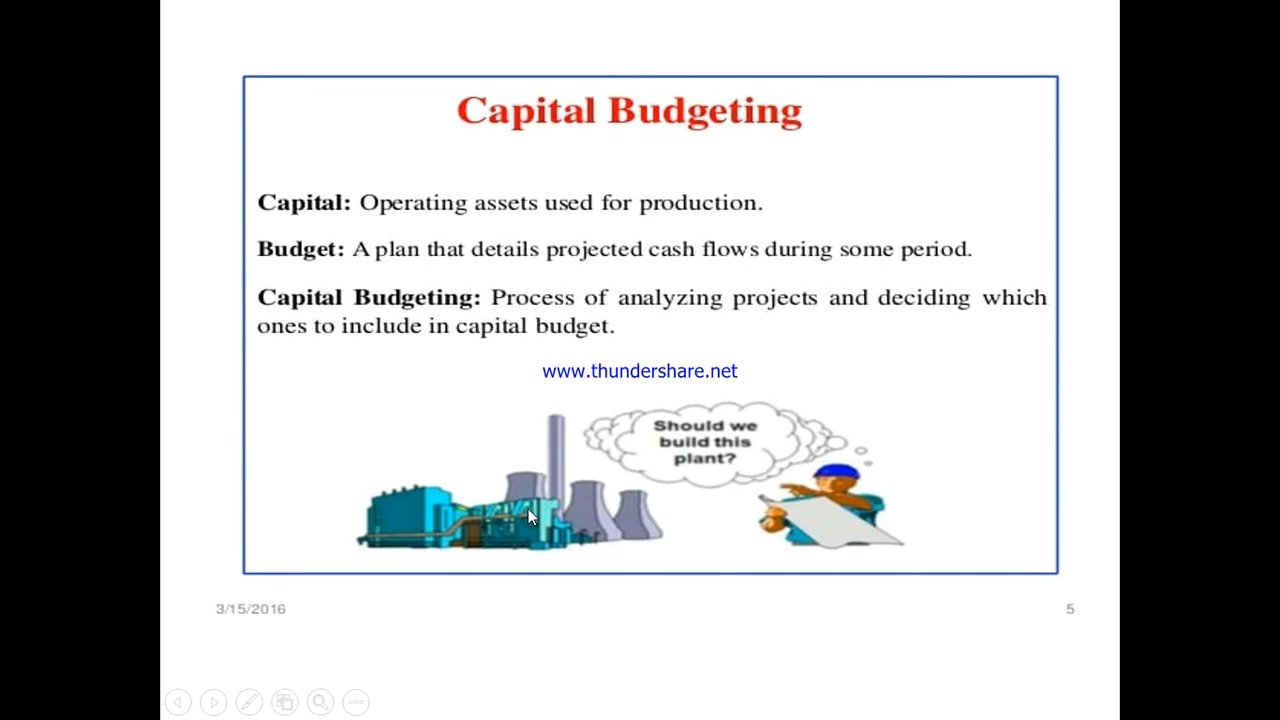 Capital Budgeting
Capital: Operating assets used for production.
Budget: A plan that details projected cash flows during some period.
Capital Budgeting: Process of analyzing projects and deciding which
ones to include in capital budget.
www.thundershare.net
Should we
build this
plant?
3/15/2016
5